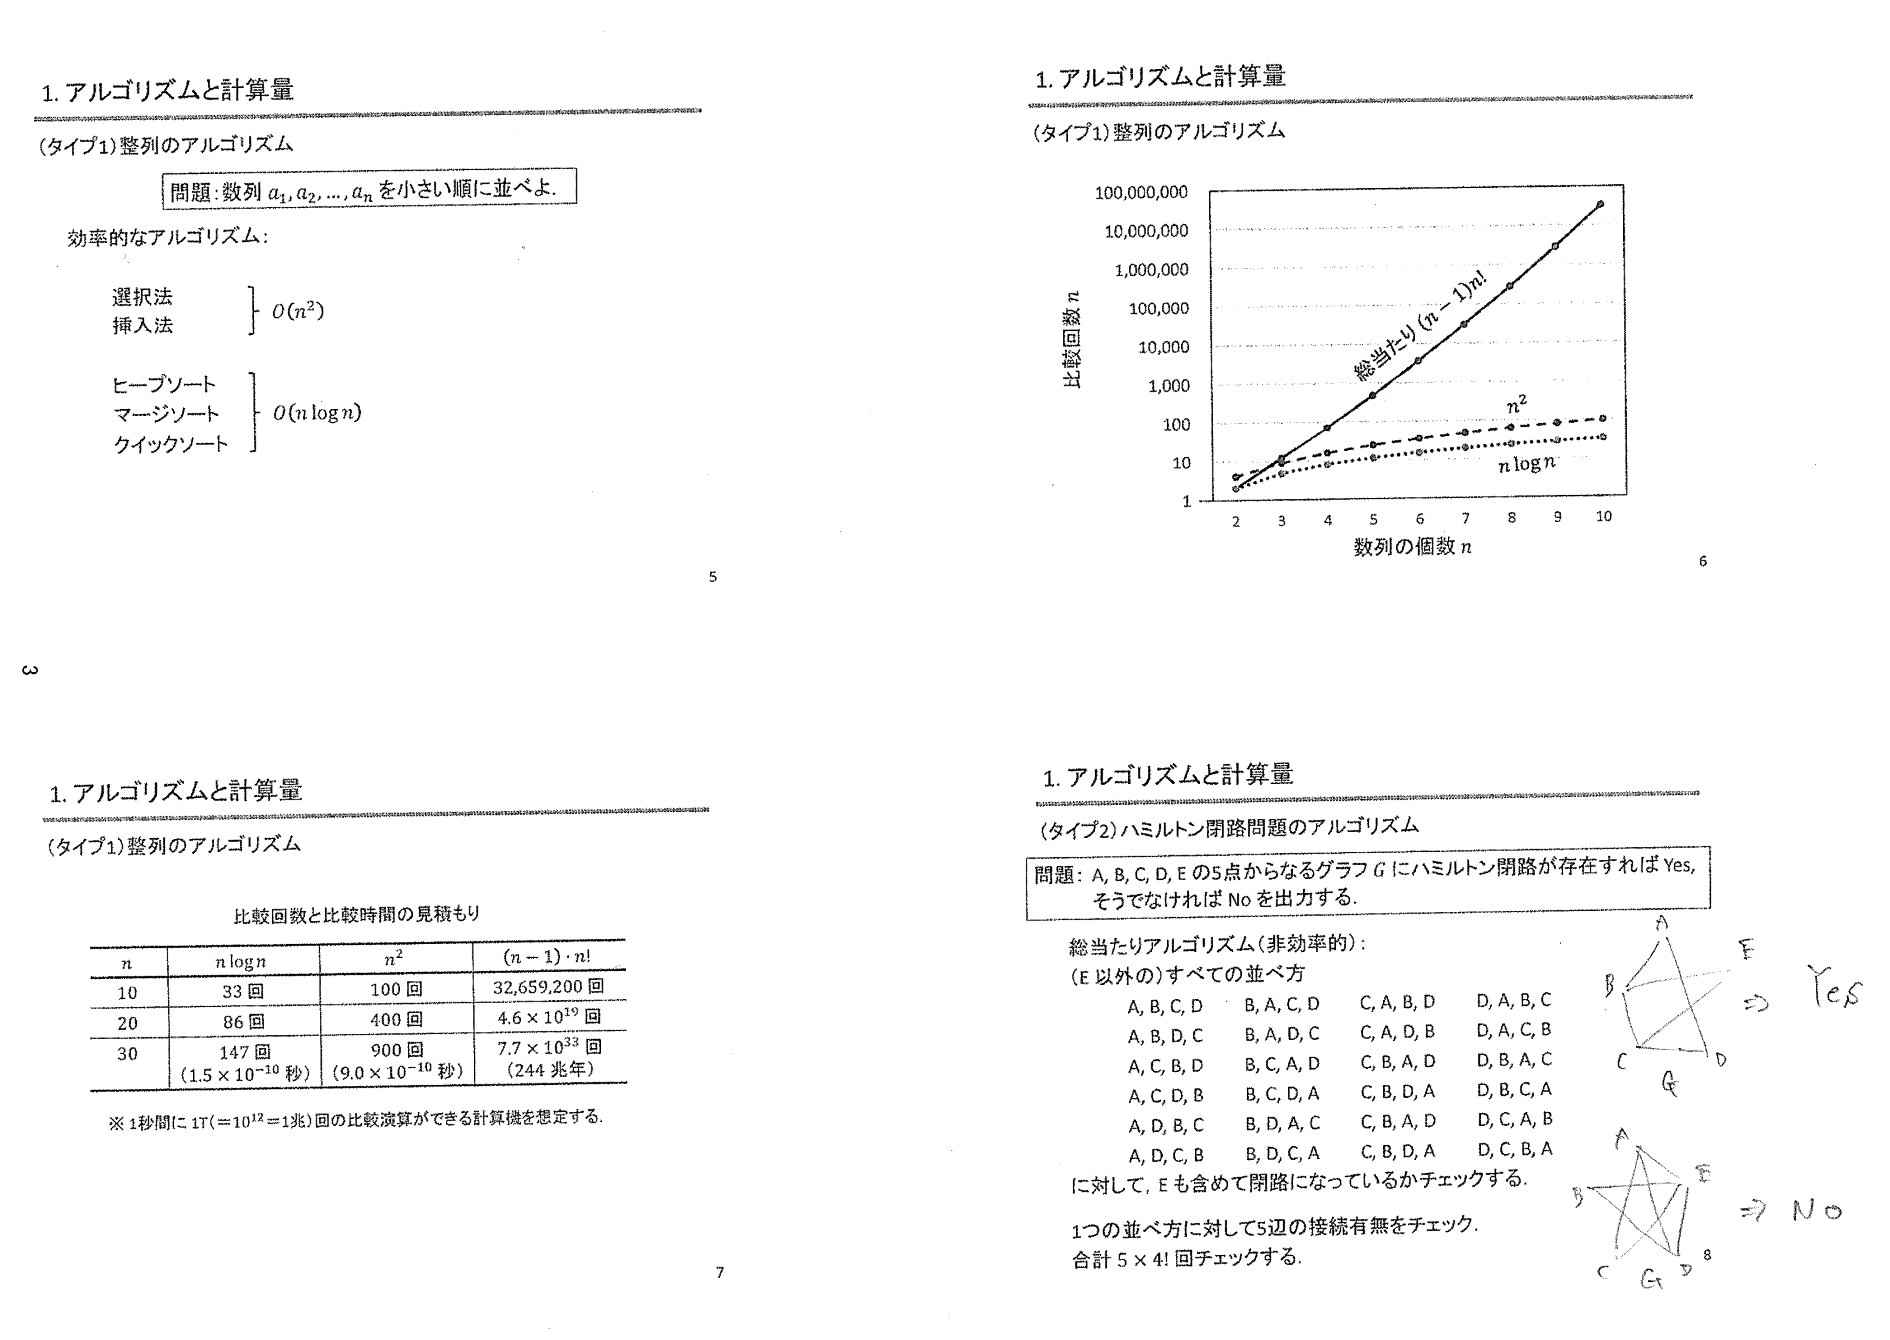 1. アルゴリズムと計算量
(タイプ1)整列のアルゴリズム
問題:数列 a₁, a₂, ..., aₙ を小さい順に並べよ.
効率的なアルゴリズム:
選択法
挿入法
O(n²)
ヒープソート
マージソート
クイックソート
O(n log n)
5
1. アルゴリズムと計算量
(タイプ1)整列のアルゴリズム
比較回数 n
100,000,000
10,000,000
1,000,000
100,000
10,000
1,000
100
10
1
総当たり (n − 1)n!
n²
n log n
2 3 4 5 6 7 8 9 10
数列の個数 n
6
3
1. アルゴリズムと計算量
(タイプ1)整列のアルゴリズム
比較回数と比較時間の見積もり
n n log n n² (n − 1) · n!
10 33 回 100 回 32,659,200 回
20 86 回 400 回 4.6 × 10¹⁹ 回
30 147 回 900 回 7.7 × 10³³ 回
(1.5 × 10⁻¹⁰ 秒) (9.0 × 10⁻¹⁰ 秒) (244 兆年)
※ 1秒間に 1T(=10¹²=1兆)回の比較演算ができる計算機を想定する.
7
1. アルゴリズムと計算量
(タイプ2)ハミルトン閉路問題のアルゴリズム
問題: A, B, C, D, E の5点からなるグラフ G にハミルトン閉路が存在すれば Yes,
そうでなければ No を出力する.
総当たりアルゴリズム(非効率的):
(E 以外の)すべての並べ方
A, B, C, D B, A, C, D C, A, B, D D, A, B, C
A, B, D, C B, A, D, C C, A, D, B D, A, C, B
A, C, B, D B, C, A, D C, B, A, D D, B, A, C
A, C, D, B B, C, D, A C, B, D, A D, B, C, A
A, D, B, C B, D, A, C C, B, A, D D, C, A, B
A, D, C, B B, D, C, A C, B, D, A D, C, B, A
に対して, E も含めて閉路になっているかチェックする.
1つの並べ方に対して5辺の接続有無をチェック.
合計 5 × 4! 回チェックする.
A
E
B
⇒ Yes
C
D
G
A
E
B
⇒ No
C
G
D
8